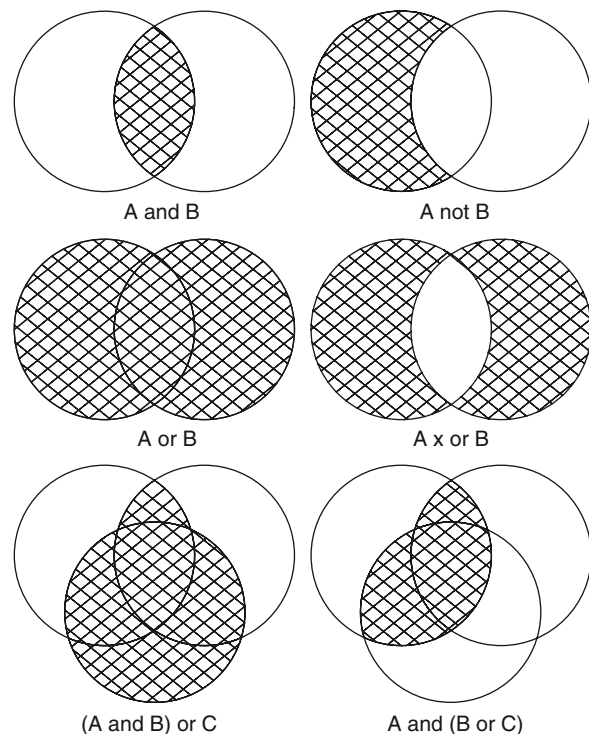 A and B
A not B
A or B
A x or B
(A and B) or C
A and (B or C)